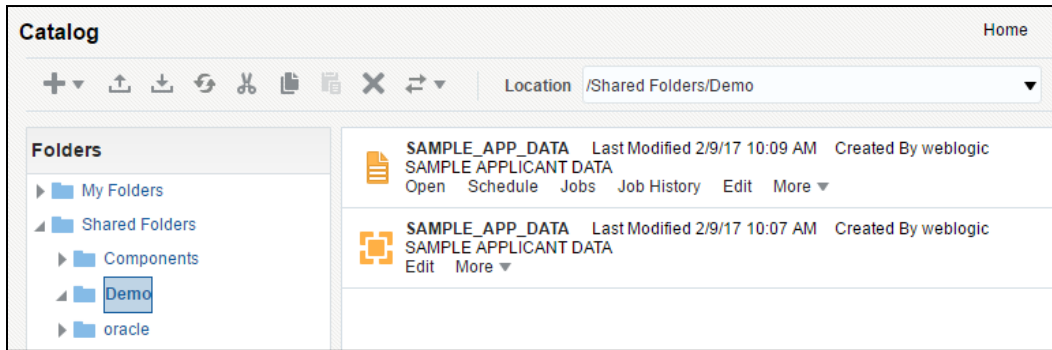 Catalog
Home
Location /Shared Folders/Demo
Folders
My Folders
Shared Folders
Components
Demo
oracle
SAMPLE_APP_DATA Last Modified 2/9/17 10:09 AM Created By weblogic
SAMPLE APPLICANT DATA
Open Schedule Jobs Job History Edit More
SAMPLE_APP_DATA Last Modified 2/9/17 10:07 AM Created By weblogic
SAMPLE APPLICANT DATA
Edit More